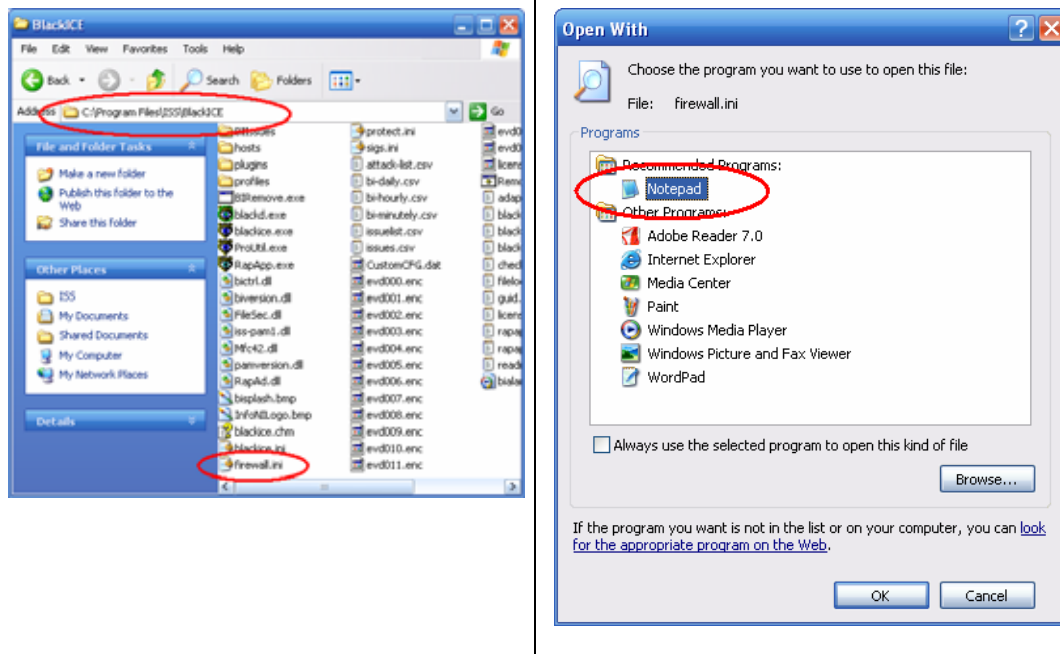 BlackICE
File Edit View Favorites Tools Help
Back Search Folders
Address C:\Program Files\ISS\BlackICE Go
File and Folder Tasks
Make a new folder
Publish this folder to the
Web
Share this folder
Other Places
ISS
My Documents
Shared Documents
My Computer
My Network Places
Details
hosts
plugins
profiles
BIRemove.exe
blackd.exe
blackice.exe
ProUtil.exe
RapApp.exe
bictrl.dll
biversion.dll
FileSec.dll
iss-pam1.dll
Mfc42.dll
pamversion.dll
RapAd.dll
bisplash.bmp
InfoNILogo.bmp
blackice.chm
blackice.ini
firewall.ini
protect.ini
sigs.ini
attack-list.csv
bi-daily.csv
bi-hourly.csv
bi-minutely.csv
issuelist.csv
issues.csv
CustomCFG.dat
evd000.enc
evd001.enc
evd002.enc
evd003.enc
evd004.enc
evd005.enc
evd006.enc
evd007.enc
evd008.enc
evd009.enc
evd010.enc
evd011.enc
Open With
Choose the program you want to use to open this file:
File: firewall.ini
Programs
Recommended Programs:
Notepad
Other Programs:
Adobe Reader 7.0
Internet Explorer
Media Center
Paint
Windows Media Player
Windows Picture and Fax Viewer
WordPad
Always use the selected program to open this kind of file
Browse...
If the program you want is not in the list or on your computer, you can look
for the appropriate program on the Web.
OK Cancel